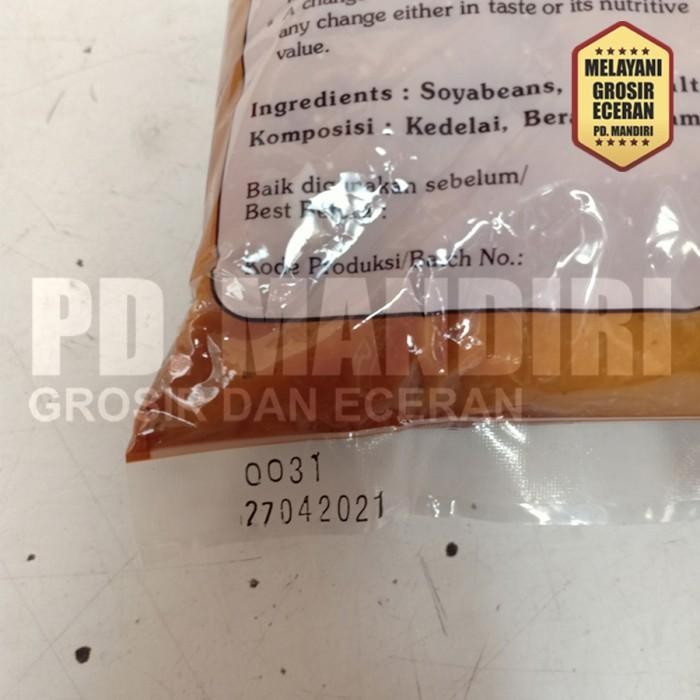 any change either in taste or its nutritive
value.
MELAYANI
GROSIR
ECERAN
PD. MANDIRI
Ingredients : Soyabeans,
Komposisi : Kedelai,
Baik digunakan sebelum/
Best Before :
Kode Produksi/Batch No.:
PD. MANDIRI
GROSIR DAN ECERAN
0031
27042021